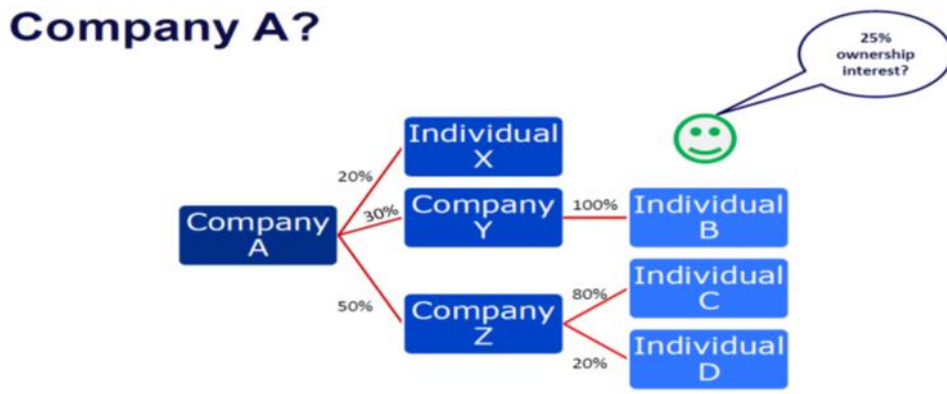 Company A?
25%
ownership
interest?
Individual
X
20%
30%
Company
Y
100%
Individual
B
Company
A
Individual
C
80%
50%
Company
Z
20%
Individual
D